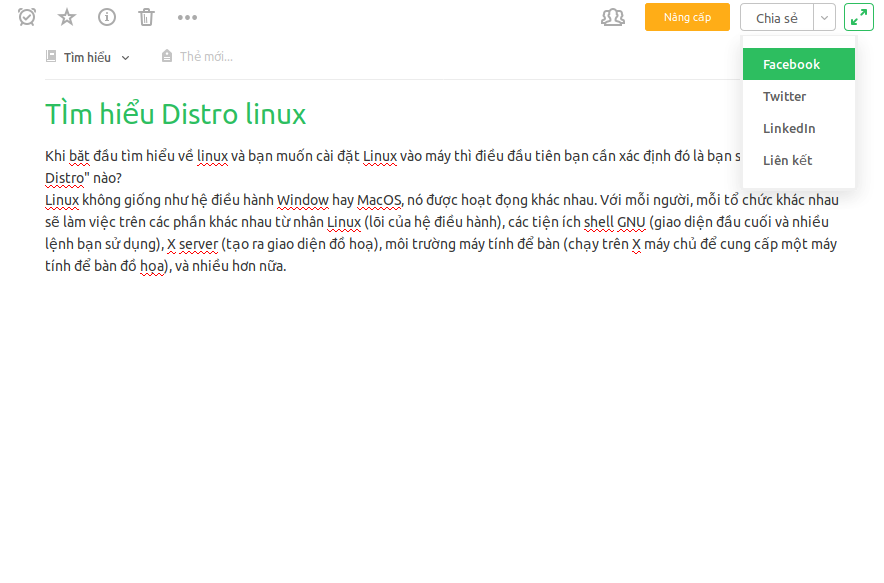 Nâng cấp
Chia sẻ
Tìm hiểu
Thẻ mới...
Facebook
Twitter
LinkedIn
Liên kết
TÌm hiểu Distro linux
Khi bắt đầu tìm hiểu về linux và bạn muốn cài đặt Linux vào máy thì điều đầu tiên bạn cần xác định đó là bạn s
Distro" nào?
Linux không giống như hệ điều hành Window hay MacOS, nó được hoạt đọng khác nhau. Với mỗi người, mỗi tổ chức khác nhau
sẽ làm việc trên các phần khác nhau từ nhân Linux (lõi của hệ điều hành), các tiện ích shell GNU (giao diện đầu cuối và nhiều
lệnh bạn sử dụng), X server (tạo ra giao diện đồ hoạ), môi trường máy tính để bàn (chạy trên X máy chủ để cung cấp một máy
tính để bàn đồ họa), và nhiều hơn nữa.